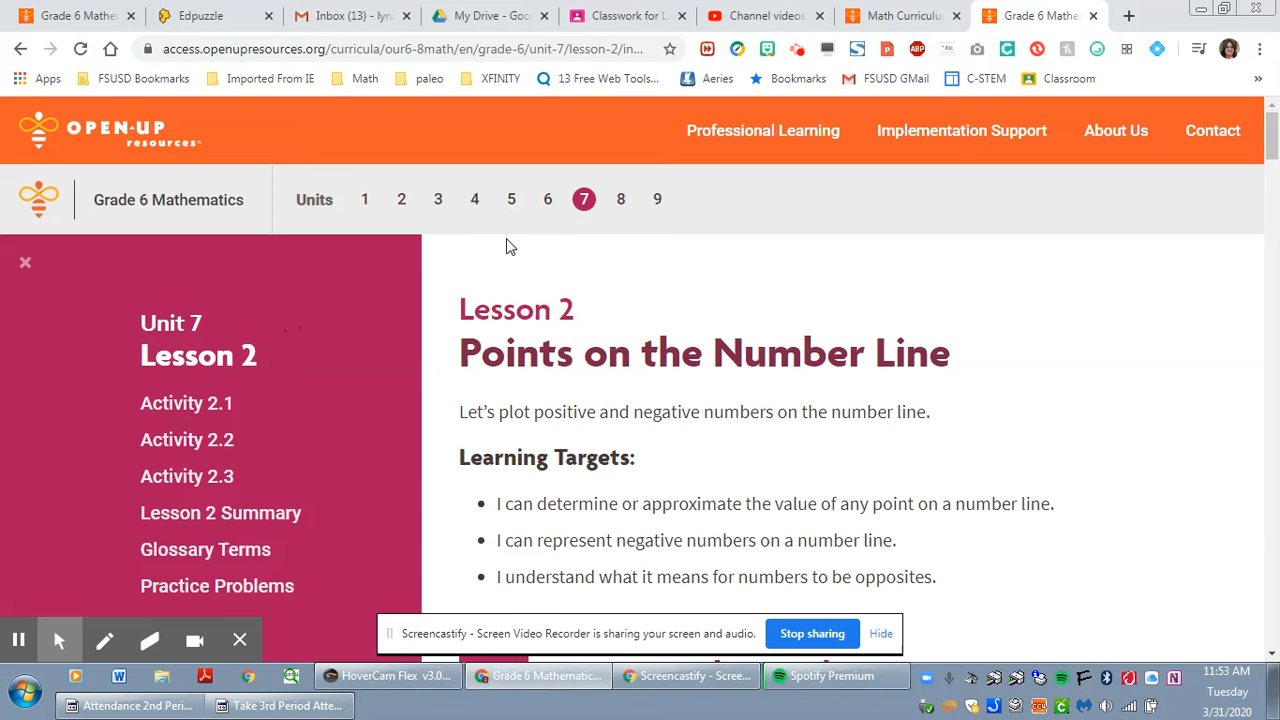 Grade 6 Mathe
Edpuzzle
Inbox (13) - lyn
My Drive - Goo
Classwork for L
Channel videos
Math Curriculu
Grade 6 Mathe
access.openupresources.org/curricula/our6-8math/en/grade-6/unit-7/lesson-2/in...
Apps
FSUSD Bookmarks
Imported From IE
Math
paleo
XFINITY
13 Free Web Tools...
Aeries
Bookmarks
FSUSD GMail
C-STEM
Classroom
OPEN-UP
resources
Professional Learning
Implementation Support
About Us
Contact
Grade 6 Mathematics
Units 1 2 3 4 5 6 7 8 9
Unit 7
Lesson 2
Activity 2.1
Activity 2.2
Activity 2.3
Lesson 2 Summary
Glossary Terms
Practice Problems
Lesson 2
Points on the Number Line
Let's plot positive and negative numbers on the number line.
Learning Targets:
I can determine or approximate the value of any point on a number line.
I can represent negative numbers on a number line.
I understand what it means for numbers to be opposites.
Screencastify - Screen Video Recorder is sharing your screen and audio.
Stop sharing
Hide
HoverCam Flex v3.0...
Grade 6 Mathematic...
Screencastify - Scree...
Spotify Premium
Attendance 2nd Peri...
Take 3rd Period Atte...
11:53 AM
Tuesday
3/31/2020